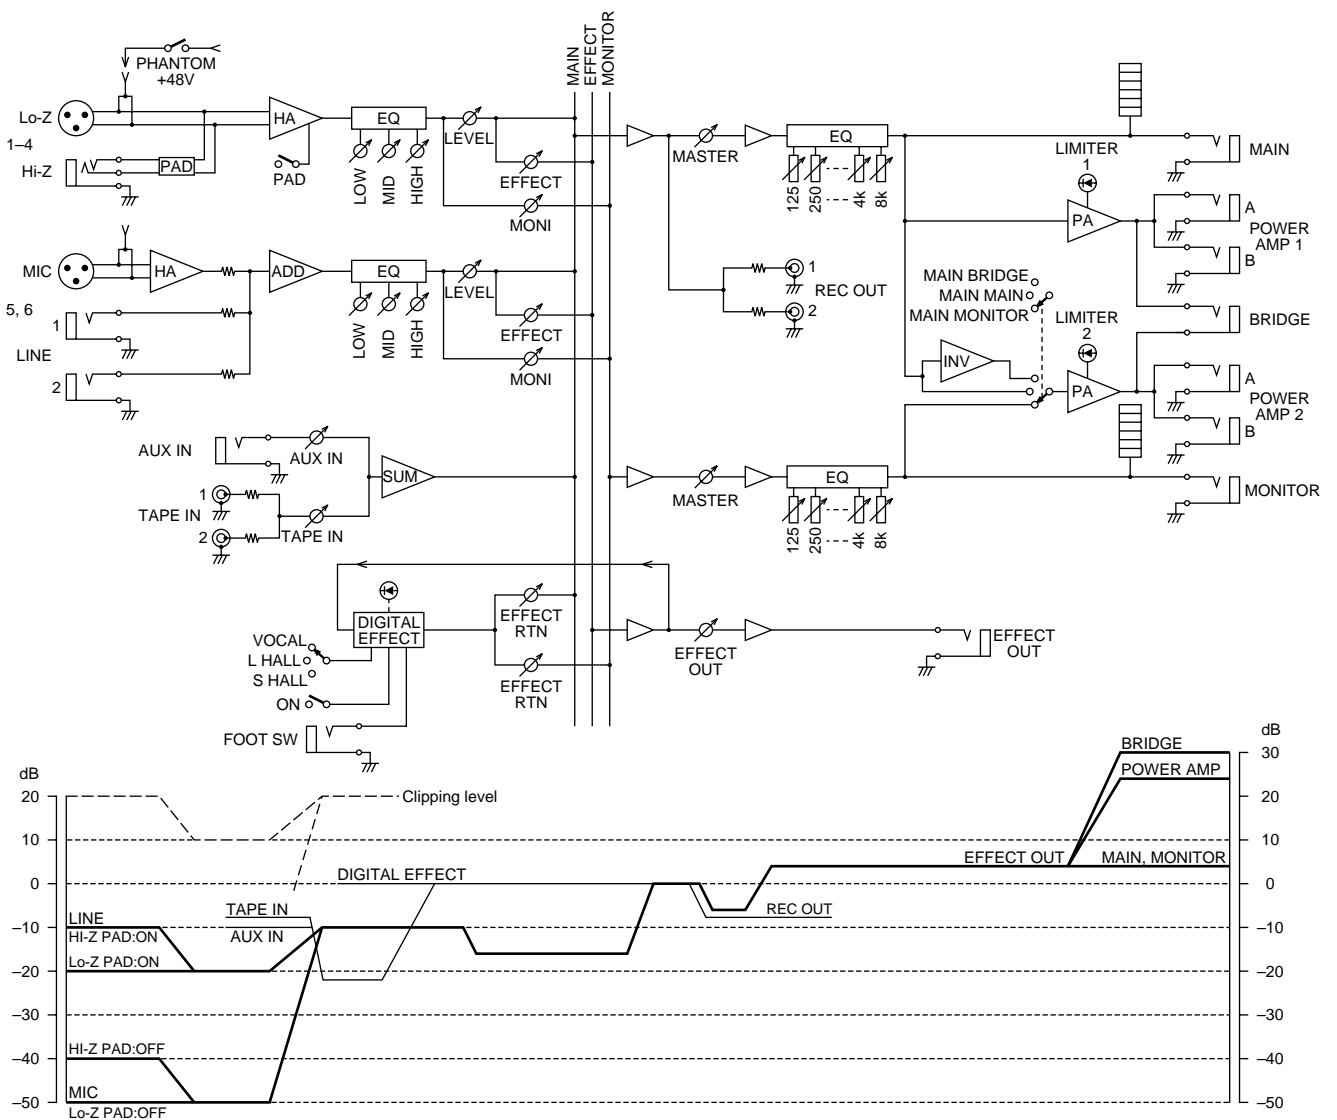 PHANTOM
+48V
Lo-Z
1–4
Hi-Z
PAD
HA
PAD
EQ
LOW
MID
HIGH
LEVEL
EFFECT
MONI
MAIN
EFFECT
MONITOR
MASTER
EQ
125
250
4k
8k
LIMITER
1
PA
MAIN
A
POWER
AMP 1
B
MIC
5, 6
1
LINE
2
HA
ADD
EQ
LOW
MID
HIGH
LEVEL
EFFECT
MONI
1
REC OUT
2
MAIN BRIDGE
MAIN MAIN
MAIN MONITOR
LIMITER
2
INV
PA
BRIDGE
A
POWER
AMP 2
B
AUX IN
AUX IN
SUM
1
TAPE IN
2
TAPE IN
MASTER
EQ
125
250
4k
8k
MONITOR
DIGITAL
EFFECT
VOCAL
L HALL
S HALL
ON
FOOT SW
EFFECT
RTN
EFFECT
RTN
EFFECT
OUT
EFFECT
OUT
dB
20
10
0
–10
–20
–30
–40
–50
Clipping level
DIGITAL EFFECT
LINE
HI-Z PAD:ON
Lo-Z PAD:ON
HI-Z PAD:OFF
MIC
Lo-Z PAD:OFF
TAPE IN
AUX IN
REC OUT
EFFECT OUT
MAIN, MONITOR
BRIDGE
POWER AMP
dB
30
20
10
0
–10
–20
–30
–40
–50